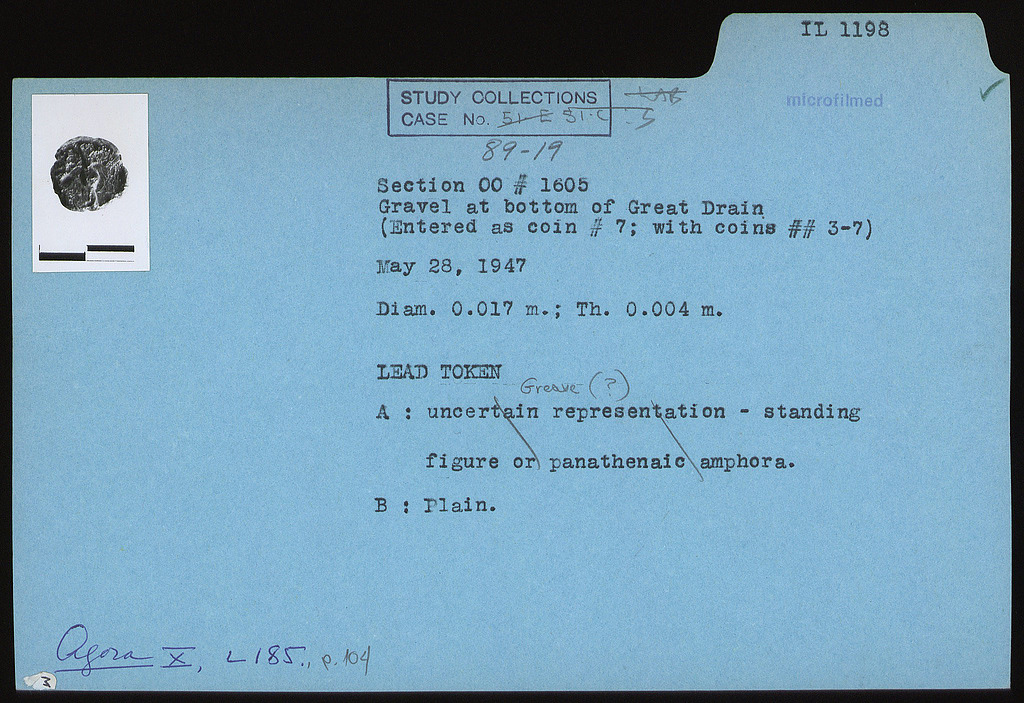 IL 1198
microfilmed
STUDY COLLECTIONS
CASE No. 51-E 51-C
89-19
Section OO # 1605
Gravel at bottom of Great Drain
(Entered as coin # 7; with coins ## 3-7)
May 28, 1947
Diam. 0.017 m.; Th. 0.004 m.
LEAD TOKEN
Greave (?)
A : uncertain representation - standing
figure or panathenaic amphora.
B : Plain.
Agora X, L185., p.104
M